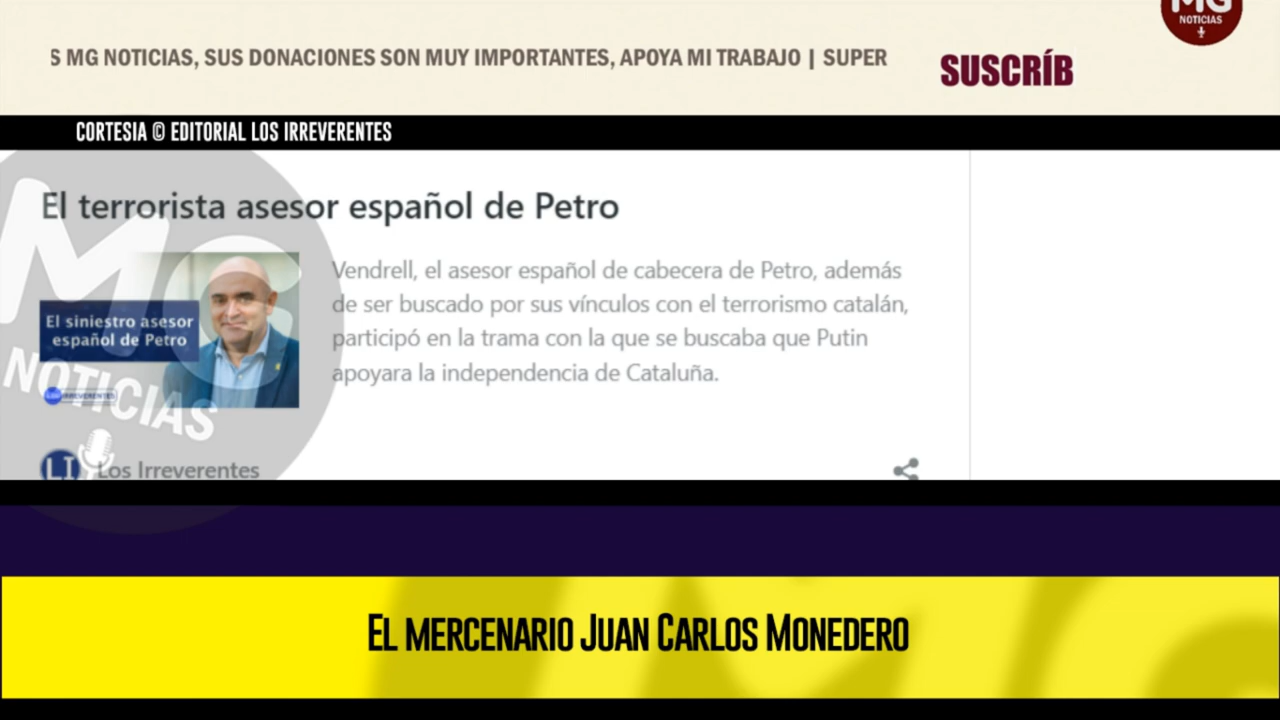 MG
NOTICIAS
S MG NOTICIAS, SUS DONACIONES SON MUY IMPORTANTES, APOYA MI TRABAJO | SUPER
SUSCRÍB
CORTESIA © EDITORIAL LOS IRREVERENTES
El terrorista asesor español de Petro
El siniestro asesor
español de Petro
Vendrell, el asesor español de cabecera de Petro, además
de ser buscado por sus vínculos con el terrorismo catalán,
participó en la trama con la que se buscaba que Putin
apoyara la independencia de Cataluña.
MG
NOTICIAS
LI Los Irreverentes
EL MERCENARIO JUAN CARLOS MONEDERO